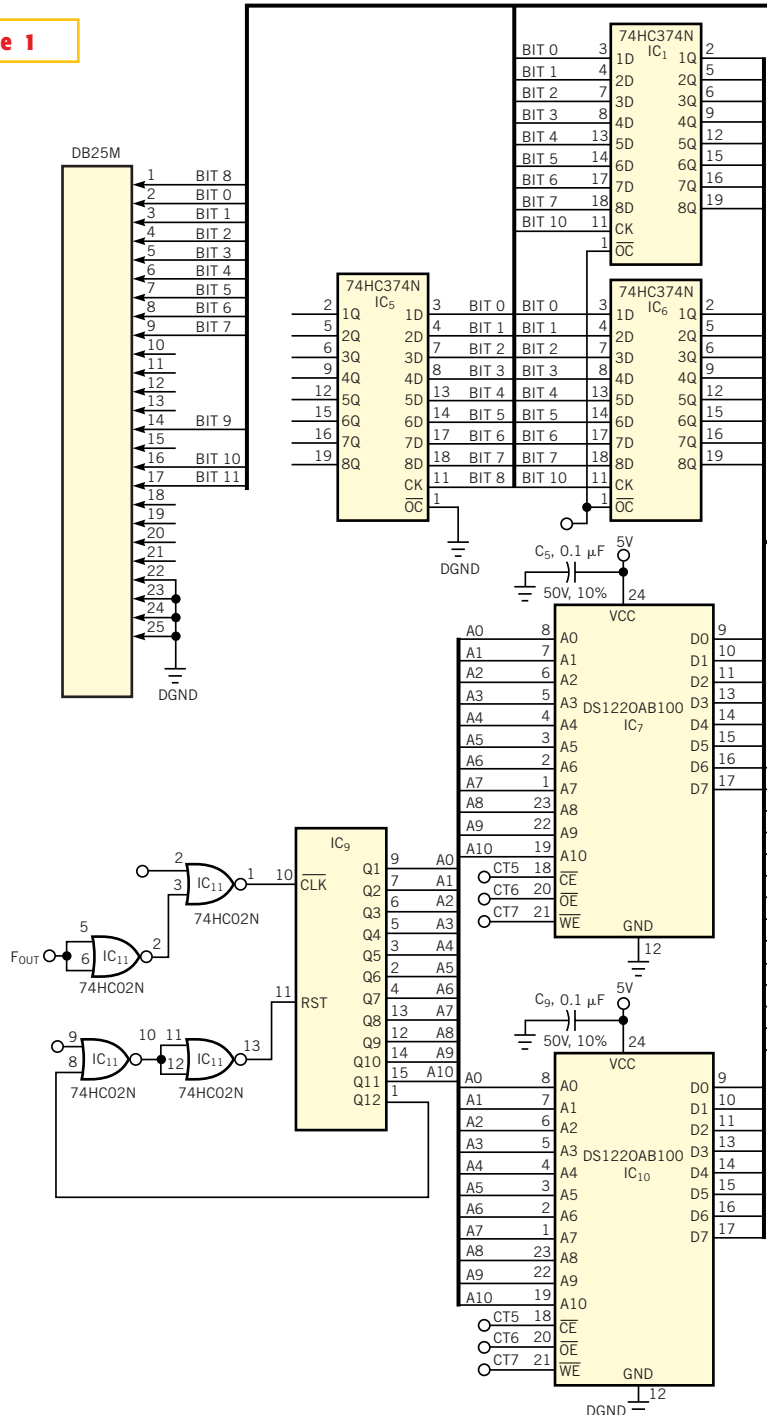 e 1
DB25M
1 BIT 8
2 BIT 0
3 BIT 1
4 BIT 2
5 BIT 3
6 BIT 4
7 BIT 5
8 BIT 6
9 BIT 7
10
11
12
13
14 BIT 9
15
16 BIT 10
17 BIT 11
18
19
20
21
22
23
24
25
DGND
74HC374N
IC1
BIT 0 3 1D 1Q 2
BIT 1 4 2D 2Q 5
BIT 2 7 3D 3Q 6
BIT 3 8 4D 4Q 9
BIT 4 13 5D 5Q 12
BIT 5 14 6D 6Q 15
BIT 6 17 7D 7Q 16
BIT 7 18 8D 8Q 19
BIT 10 11 CK
1 OC
74HC374N
IC5
2 1Q 1D 3 BIT 0
5 2Q 2D 4 BIT 1
6 3Q 3D 7 BIT 2
9 4Q 4D 8 BIT 3
12 5Q 5D 13 BIT 4
15 6Q 6D 14 BIT 5
16 7Q 7D 17 BIT 6
19 8Q 8D 18 BIT 7
CK 11 BIT 8
OC 1
DGND
74HC374N
IC6
BIT 0 3 1D 1Q 2
BIT 1 4 2D 2Q 5
BIT 2 7 3D 3Q 6
BIT 3 8 4D 4Q 9
BIT 4 13 5D 5Q 12
BIT 5 14 6D 6Q 15
BIT 6 17 7D 7Q 16
BIT 7 18 8D 8Q 19
BIT 10 11 CK
1 OC
C5, 0.1 µF
50V, 10%
5V
24
VCC
A0 8 A0 D0 9
A1 7 A1 D1 10
A2 6 A2 D2 11
A3 5 A3 DS1220AB100 D3 13
A4 4 A4 IC7 D4 14
A5 3 A5 D5 15
A6 2 A6 D6 16
A7 1 A7 D7 17
A8 23 A8
A9 22 A9
A10 19 A10
CT5 18 CE
CT6 20 OE
CT7 21 WE
GND
12
IC9
10 CLK
11 RST
Q1 9 A0
Q2 7 A1
Q3 6 A2
Q4 5 A3
Q5 3 A4
Q6 2 A5
Q7 4 A6
Q8 13 A7
Q9 12 A8
Q10 14 A9
Q11 15 A10
Q12 1
2
3 IC11 1
74HC02N
FOUT
5
6 IC11 2
74HC02N
9
8 IC11 10
74HC02N
11
12 IC11 13
74HC02N
C9, 0.1 µF
50V, 10%
5V
24
VCC
A0 8 A0 D0 9
A1 7 A1 D1 10
A2 6 A2 D2 11
A3 5 A3 DS1220AB100 D3 13
A4 4 A4 IC10 D4 14
A5 3 A5 D5 15
A6 2 A6 D6 16
A7 1 A7 D7 17
A8 23 A8
A9 22 A9
A10 19 A10
CT5 18 CE
CT6 20 OE
CT7 21 WE
GND
12
DGND